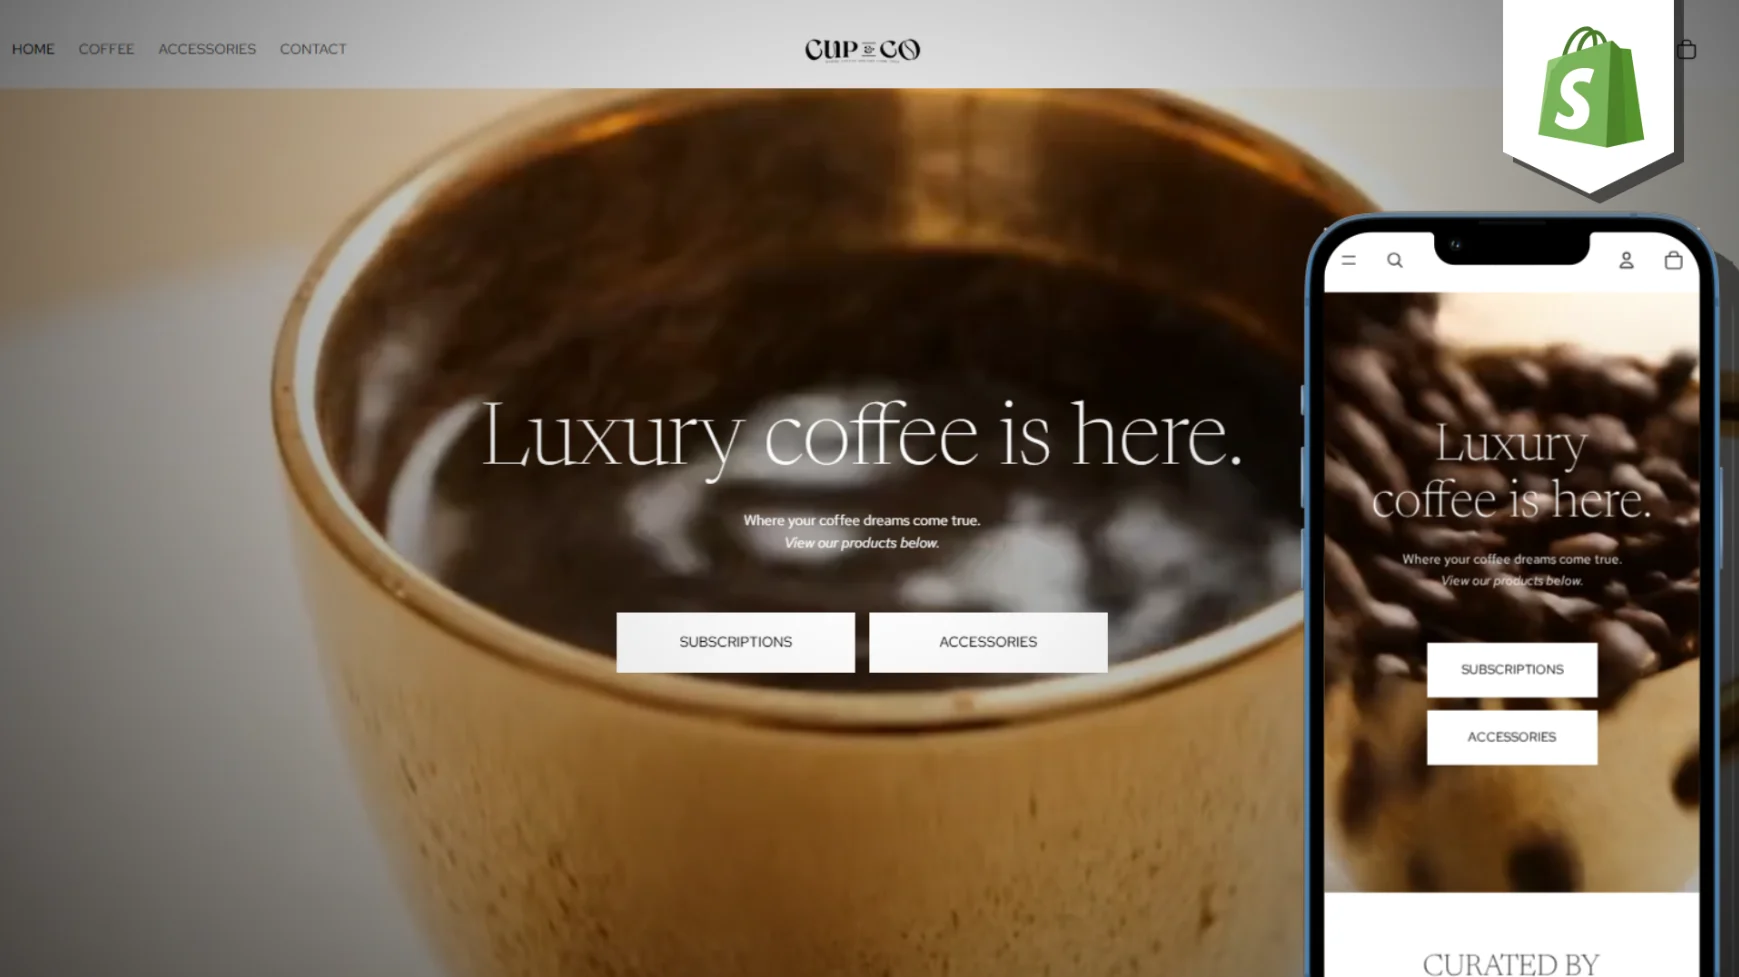 HOME COFFEE ACCESSORIES CONTACT
CUP & CO
Luxury coffee is here.
Where your coffee dreams come true.
View our products below.
SUBSCRIPTIONS ACCESSORIES
S
Luxury
coffee is here.
Where your coffee dreams come true.
View our products below.
SUBSCRIPTIONS
ACCESSORIES
CURATED BY